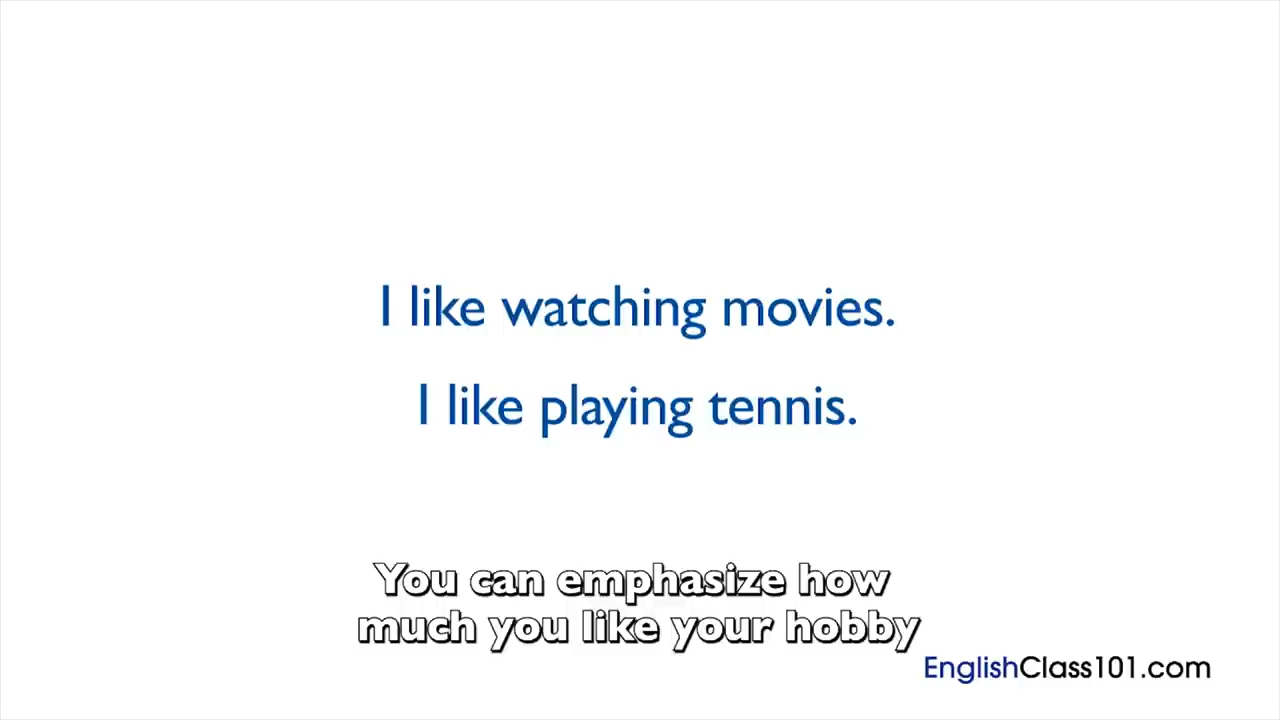 I like watching movies.
I like playing tennis.
You can emphasize how
much you like your hobby
EnglishClass101.com